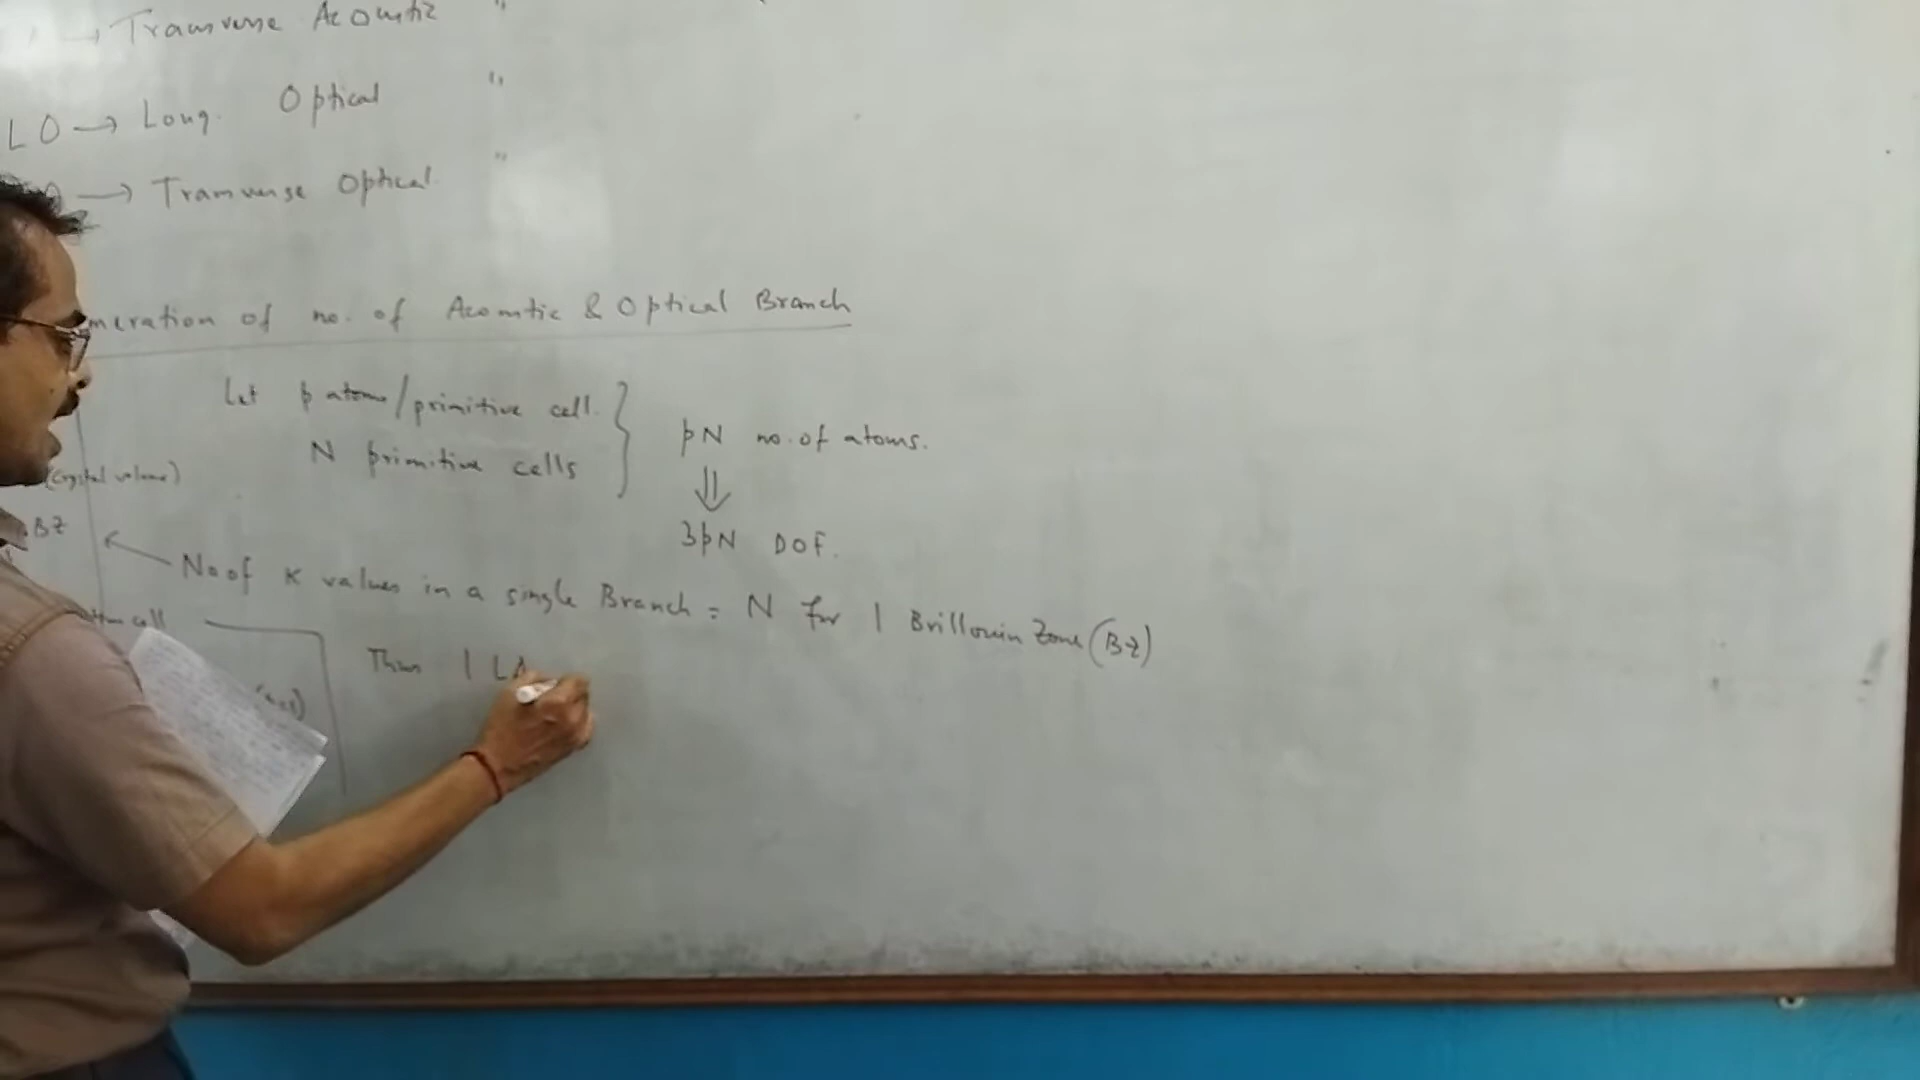 → Transverse Acoustic "
LO → Long. Optical "
→ Transverse Optical "
meration of no. of Acoustic & Optical Branch
Let p atoms/primitive cell
N primitive cells
pN no. of atoms.
⇓
3pN DOF.
(crystal volume)
BZ
No of K values in a single Branch = N for 1 Brillouin Zone (BZ)
cell
Thus 1 LA